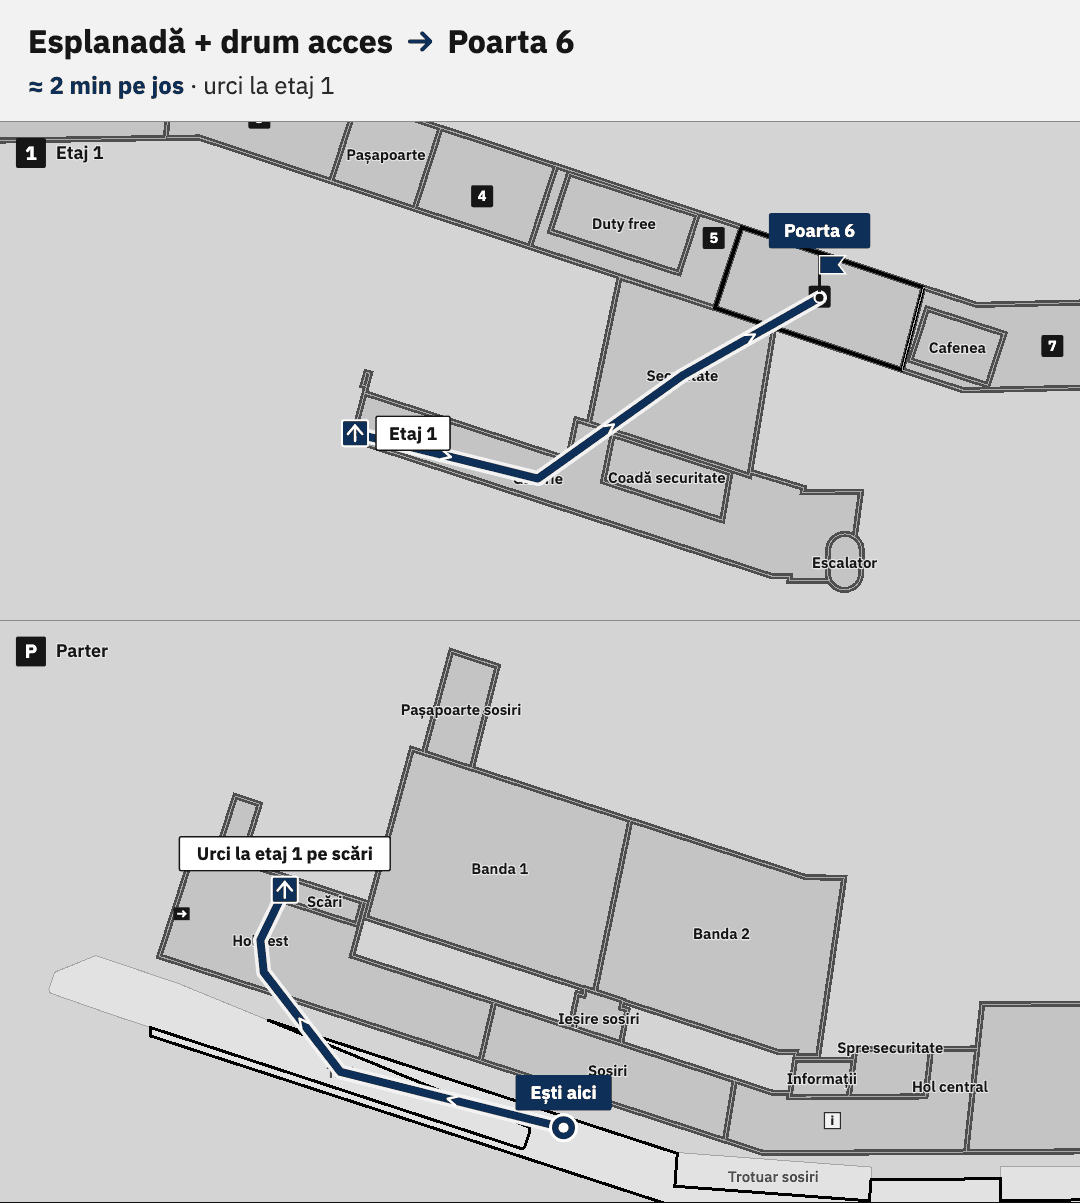 Esplanadă + drum acces → Poarta 6
≈ 2 min pe jos · urci la etaj 1
1 Etaj 1
Pașapoarte
4
Duty free
5
Poarta 6
Cafenea
7
Etaj 1
Coadă securitate
Escalator
P Parter
Pașapoarte sosiri
Urci la etaj 1 pe scări
Banda 1
Scări
Banda 2
Ieșire sosiri
Spre securitate
Sosiri
Informații
Hol central
Ești aici
i
Trotuar sosiri